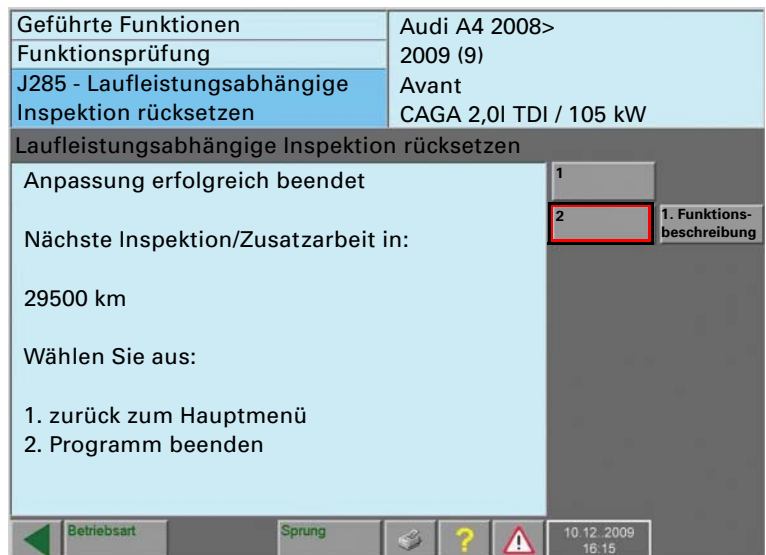 Geführte Funktionen
Funktionsprüfung
J285 - Laufleistungsabhängige
Inspektion rücksetzen
Audi A4 2008>
2009 (9)
Avant
CAGA 2,0l TDI / 105 kW
Laufleistungsabhängige Inspektion rücksetzen
Anpassung erfolgreich beendet
Nächste Inspektion/Zusatzarbeit in:
29500 km
Wählen Sie aus:
1. zurück zum Hauptmenü
2. Programm beenden
1
2
1. Funktions-
beschreibung
Betriebsart
Sprung
?
10.12..2009
16:15